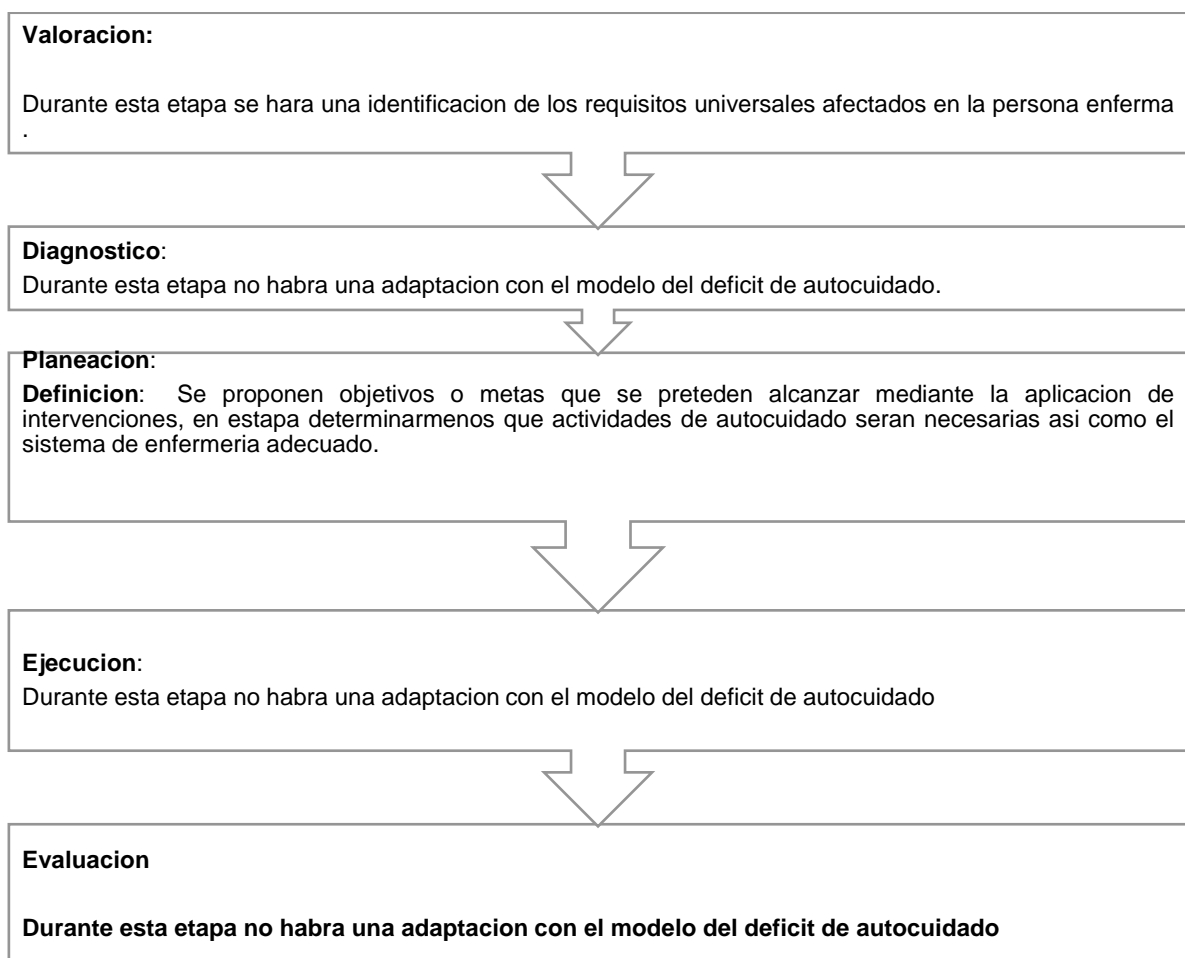 Valoracion:
Durante esta etapa se hara una identificacion de los requisitos universales afectados en la persona enferma
.
Diagnostico:
Durante esta etapa no habra una adaptacion con el modelo del deficit de autocuidado.
Planeacion:
Definicion: Se proponen objetivos o metas que se preteden alcanzar mediante la aplicacion de
intervenciones, en estapa determinarmenos que actividades de autocuidado seran necesarias asi como el
sistema de enfermeria adecuado.
Ejecucion:
Durante esta etapa no habra una adaptacion con el modelo del deficit de autocuidado
Evaluacion
Durante esta etapa no habra una adaptacion con el modelo del deficit de autocuidado